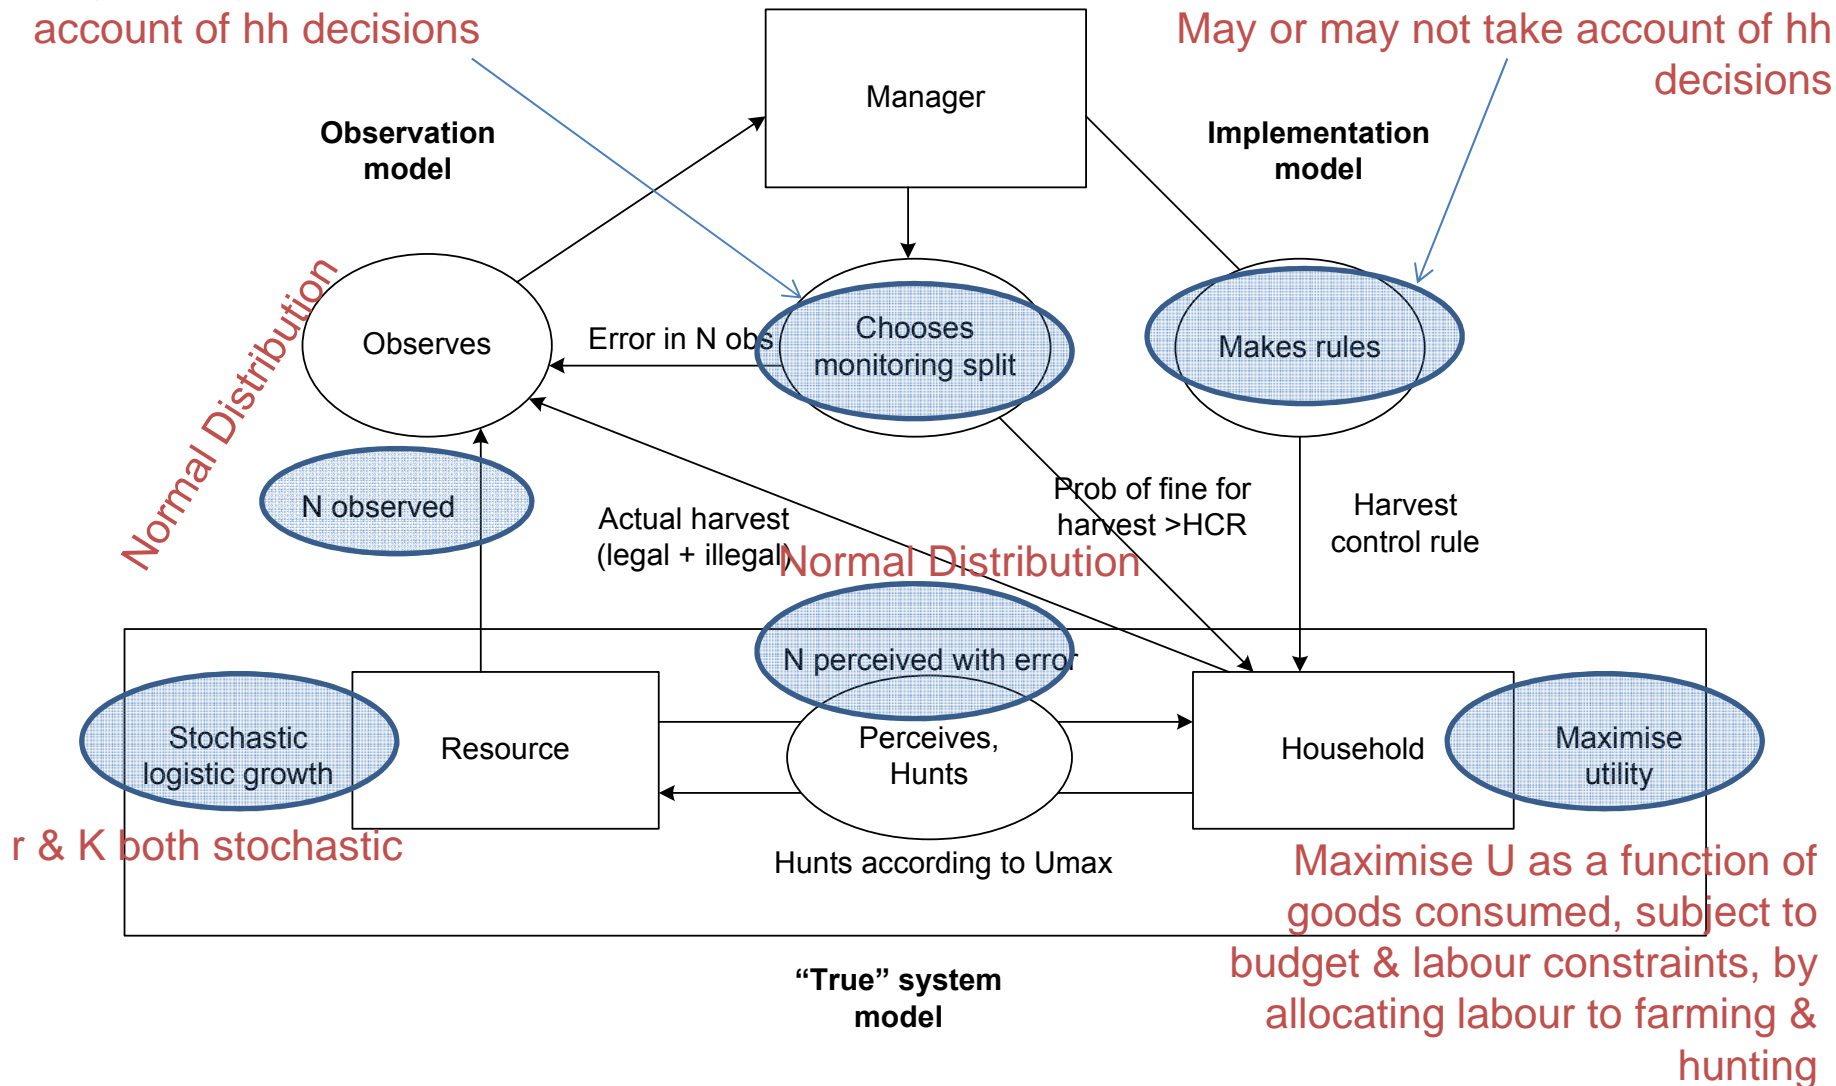 account of hh decisions
May or may not take account of hh
decisions
Manager
Observation
model
Implementation
model
Normal Distribution
Observes
Error in N obs
Chooses
monitoring split
Makes rules
N observed
Actual harvest
(legal + illegal)
Prob of fine for
harvest >HCR
Harvest
control rule
Normal Distribution
N perceived with error
Stochastic
logistic growth
Resource
Perceives,
Hunts
Household
Maximise
utility
r & K both stochastic
Hunts according to Umax
Maximise U as a function of
goods consumed, subject to
budget & labour constraints, by
allocating labour to farming &
hunting
“True” system
model